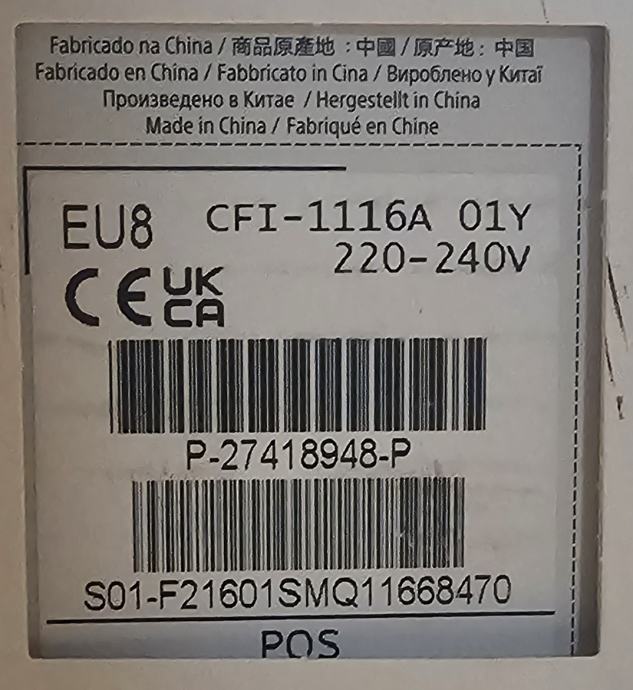 Fabricado na China / 商品原產地 : 中國 / 原产地 : 中国
Fabricado en China / Fabbricato in Cina / Вироблено у Китаї
Произведено в Китае / Hergestellt in China
Made in China / Fabriqué en Chine
EU8 CFI-1116A 01Y
220-240V
CE UK
CA
P-27418948-P
S01-F21601SMQ11668470
POS